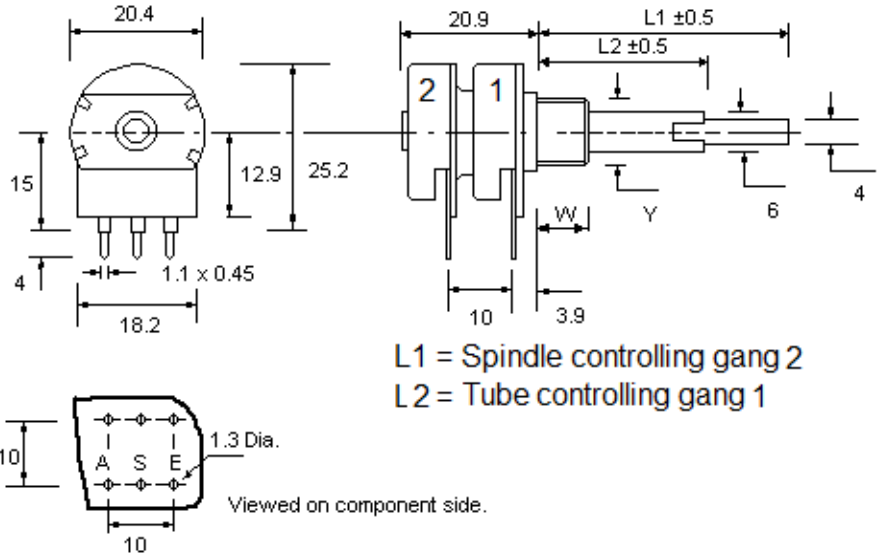 20.4
20.9
L1 ±0.5
L2 ±0.5
2
1
15
12.9
25.2
W
Y
6
4
4
1.1 x 0.45
18.2
10
3.9
L1 = Spindle controlling gang 2
L2 = Tube controlling gang 1
10
A S E
1.3 Dia.
Viewed on component side.
10